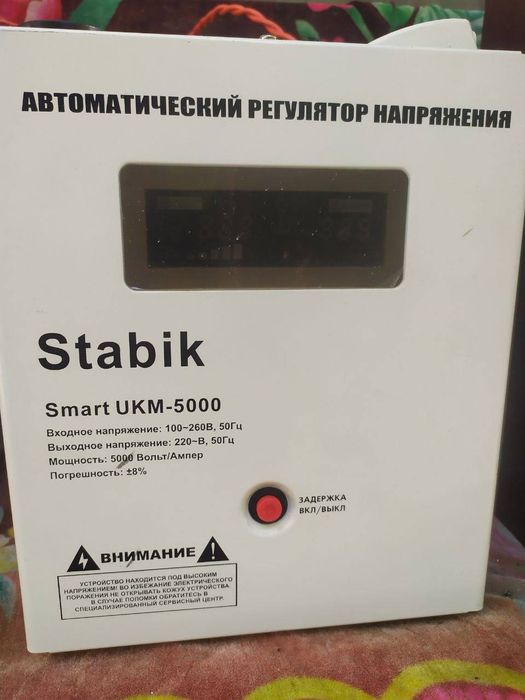 АВТОМАТИЧЕСКИЙ РЕГУЛЯТОР НАПРЯЖЕНИЯ
Stabik
Smart UKM-5000
Входное напряжение: 100~260В, 50Гц
Выходное напряжение: 220~В, 50Гц
Мощность: 5000 Вольт/Ампер
Погрешность: ±8%
ЗАДЕРЖКА
ВКЛ/ВЫКЛ
ВНИМАНИЕ
УСТРОЙСТВО НАХОДИТСЯ ПОД ВЫСОКИМ
НАПРЯЖЕНИЕМ! ВО ИЗБЕЖАНИЕ ЭЛЕКТРИЧЕСКОГО
ПОРАЖЕНИЯ НЕ ОТКРЫВАТЬ КОЖУХ УСТРОЙСТВА
В СЛУЧАЕ ПОЛОМКИ ОБРАТИТЕСЬ В
СПЕЦИАЛИЗИРОВАННЫЙ СЕРВИСНЫЙ ЦЕНТР.